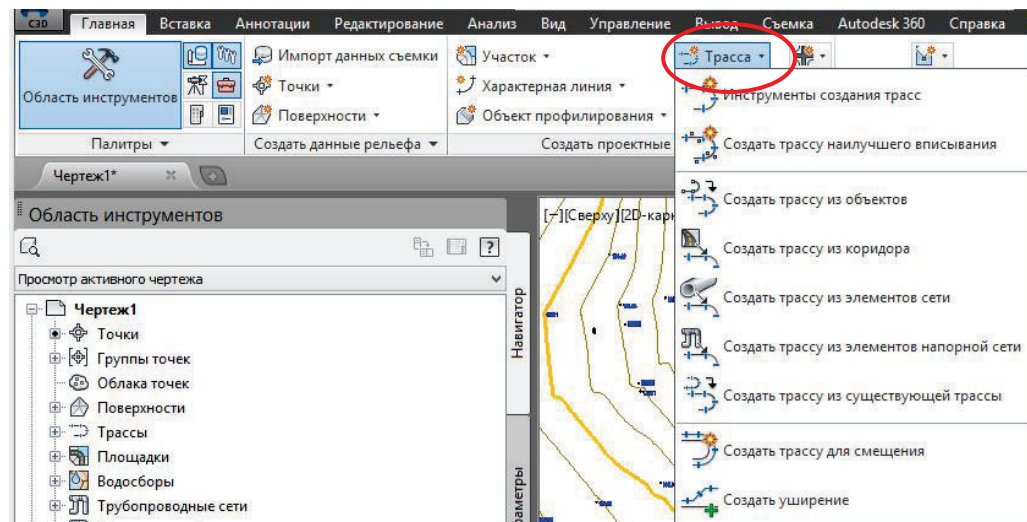 C3D Главная Вставка Аннотации Редактирование Анализ Вид Управление Вывод Съемка Autodesk 360 Справка
Импорт данных съемки Участок Трасса
Область инструментов Точки Характерная линия
Поверхности Объект профилирования
Палитры Создать данные рельефа Создать проектные
Инструменты создания трасс
Создать трассу наилучшего вписывания
Создать трассу из объектов
Создать трассу из коридора
Создать трассу из элементов сети
Создать трассу из элементов напорной сети
Создать трассу из существующей трассы
Создать трассу для смещения
Создать уширение
Чертеж1*
Область инструментов
[–][Сверху][2D-кар
Просмотр активного чертежа
Навигатор
Чертеж1
Точки
Группы точек
Облака точек
Поверхности
Трассы
Площадки
Водосборы
Трубопроводные сети
раметры